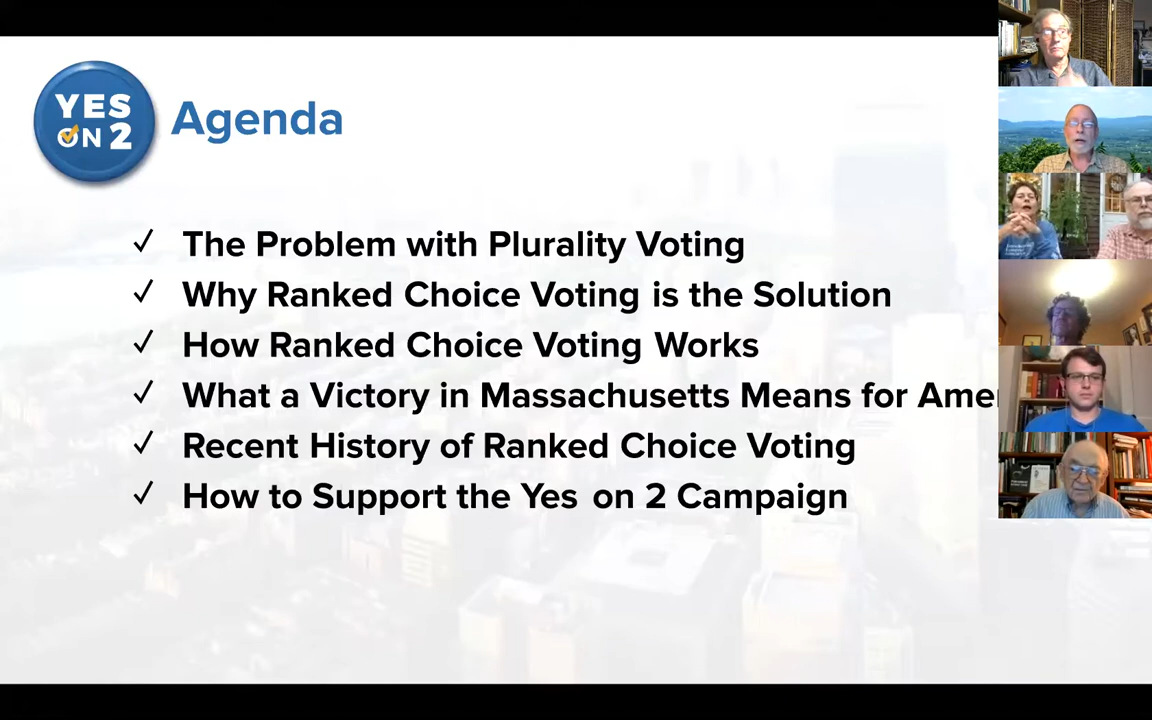 YES
ON 2
Agenda
✓ The Problem with Plurality Voting
✓ Why Ranked Choice Voting is the Solution
✓ How Ranked Choice Voting Works
✓ What a Victory in Massachusetts Means for Amer
✓ Recent History of Ranked Choice Voting
✓ How to Support the Yes on 2 Campaign